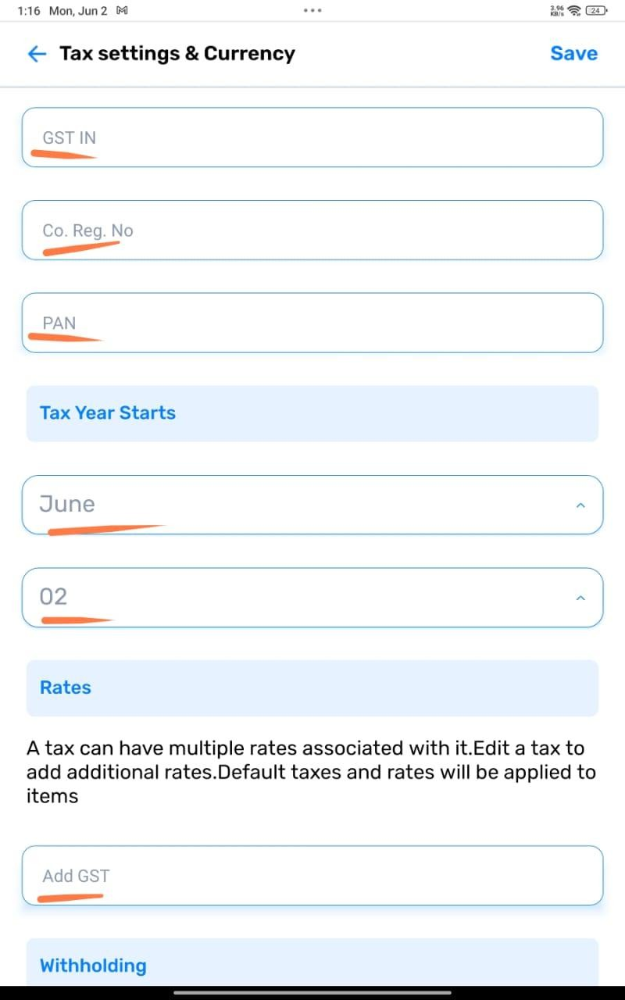 1:16 Mon, Jun 2
3.96
KB/s
24
Tax settings & Currency
Save
GST IN
Co. Reg. No
PAN
Tax Year Starts
June
02
Rates
A tax can have multiple rates associated with it.Edit a tax to
add additional rates.Default taxes and rates will be applied to
items
Add GST
Withholding